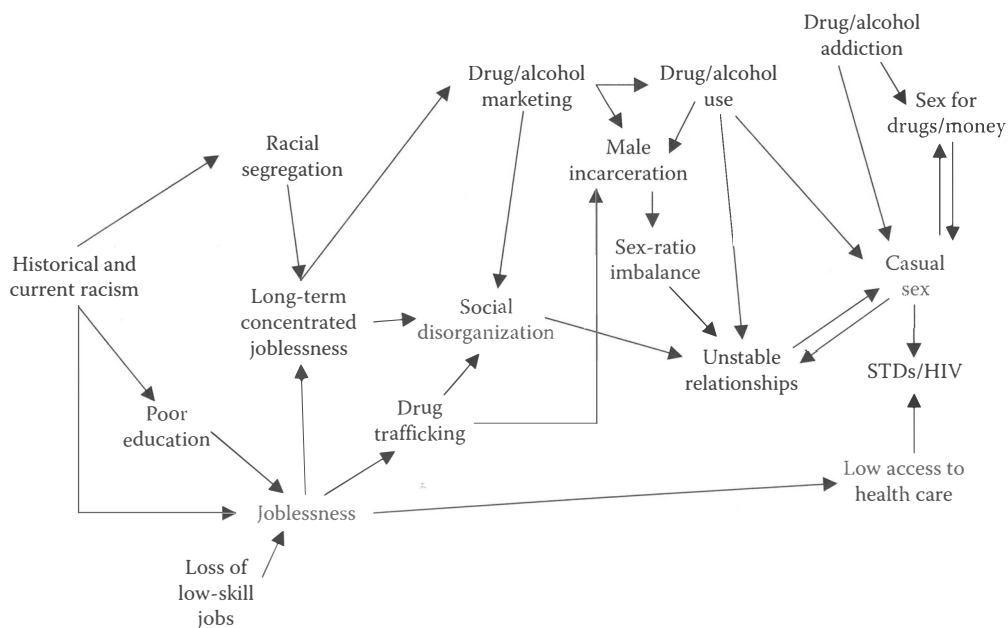 Drug/alcohol
addiction
Drug/alcohol
marketing
Drug/alcohol
use
Sex for
drugs/money
Racial
segregation
Male
incarceration
Historical and
current racism
Sex-ratio
imbalance
Casual
sex
Long-term
concentrated
joblessness
Social
disorganization
Unstable
relationships
STDs/HIV
Poor
education
Drug
trafficking
Low access to
health care
Joblessness
Loss of
low-skill
jobs